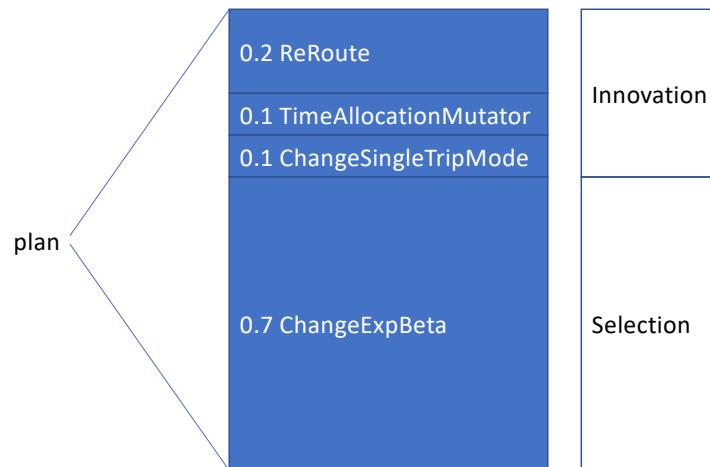 0.2 ReRoute
0.1 TimeAllocationMutator
0.1 ChangeSingleTripMode
Innovation
plan
0.7 ChangeExpBeta
Selection